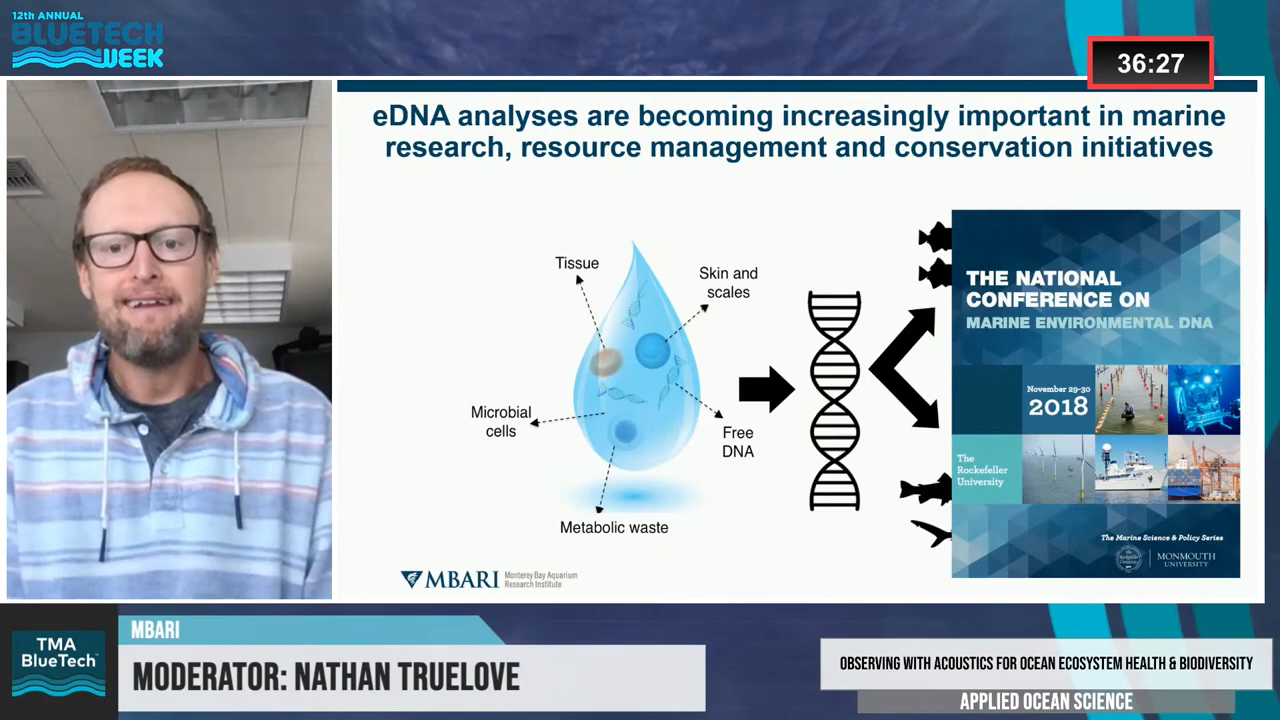 12th ANNUAL
BLUETECH
WEEK
36:27
eDNA analyses are becoming increasingly important in marine
research, resource management and conservation initiatives
Tissue
Skin and
scales
Microbial
cells
Free
DNA
Metabolic waste
THE NATIONAL
CONFERENCE ON
MARINE ENVIRONMENTAL DNA
November 29-30
2018
The
Rockefeller
University
The Marine Science & Policy Series
MONMOUTH
UNIVERSITY
MBARI
Monterey Bay Aquarium
Research Institute
TMA
BlueTech™
MBARI
MODERATOR: NATHAN TRUELOVE
OBSERVING WITH ACOUSTICS FOR OCEAN ECOSYSTEM HEALTH & BIODIVERSITY
APPLIED OCEAN SCIENCE